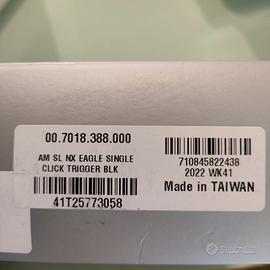 00.7018.388.000
AM SL NX EAGLE SINGLE
CLICK TRIGGER BLK
41T25773058
710845822438
2022 WK41
Made in TAIWAN
subito